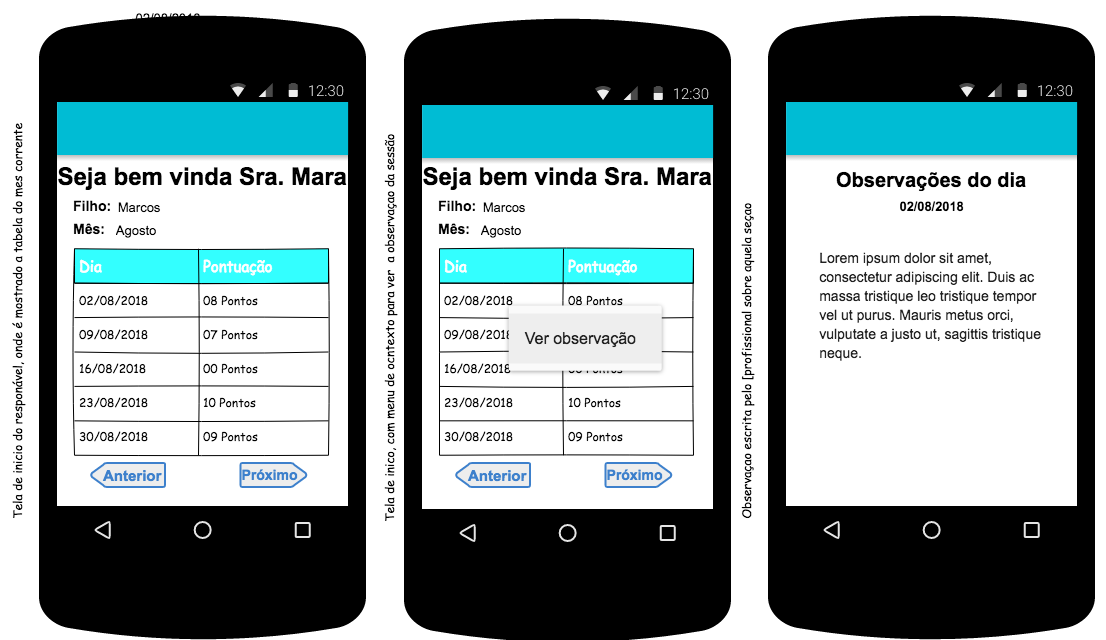 02/08/2018
Tela de inicio do responável, onde é mostrado a tabela do mes corrente
12:30
Seja bem vinda Sra. Mara
Filho: Marcos
Mês: Agosto
Dia Pontuação
02/08/2018 08 Pontos
09/08/2018 07 Pontos
16/08/2018 00 Pontos
23/08/2018 10 Pontos
30/08/2018 09 Pontos
Anterior Próximo
Tela de inico, com menu de ocntexto para ver a observaçao da sessão
12:30
Seja bem vinda Sra. Mara
Filho: Marcos
Mês: Agosto
Dia Pontuação
02/08/2018 08 Pontos
09/08/2018
Ver observação
16/08/2018 00 Pontos
23/08/2018 10 Pontos
30/08/2018 09 Pontos
Anterior Próximo
Observaçao escrita pelo [profissional sobre aquela seçao
12:30
Observações do dia
02/08/2018
Lorem ipsum dolor sit amet,
consectetur adipiscing elit. Duis ac
massa tristique leo tristique tempor
vel ut purus. Mauris metus orci,
vulputate a justo ut, sagittis tristique
neque.